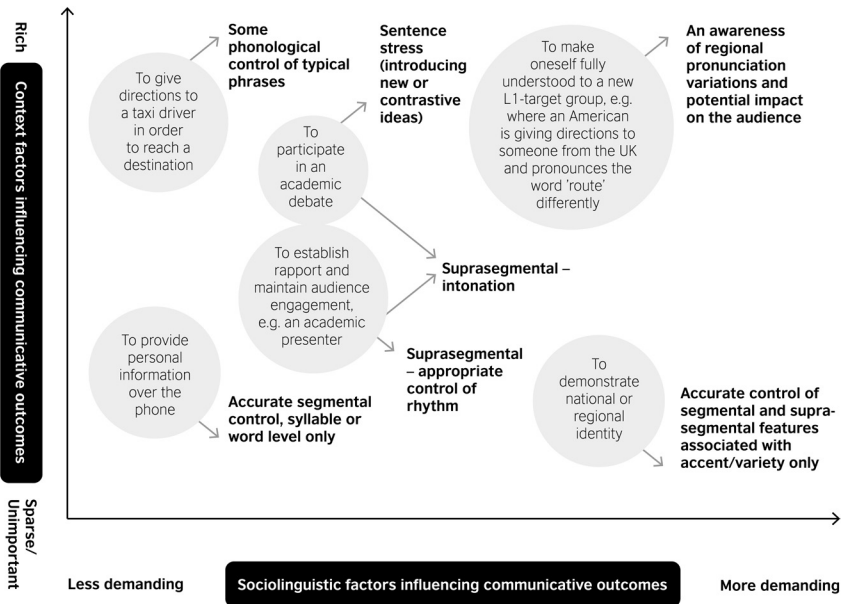 Rich
Context factors influencing communicative outcomes
Sparse/
Unimportant
To give
directions to
a taxi driver
in order
to reach a
destination
Some
phonological
control of typical
phrases
To
participate
in an
academic
debate
Sentence
stress
(introducing
new or
contrastive
ideas)
To make
oneself fully
understood to a new
L1-target group, e.g.
where an American
is giving directions to
someone from the UK
and pronounces the
word ‘route’
differently
An awareness
of regional
pronunciation
variations and
potential impact
on the audience
To establish
rapport and
maintain audience
engagement,
e.g. an academic
presenter
Suprasegmental –
intonation
Suprasegmental
– appropriate
control of
rhythm
To provide
personal
information
over the
phone
Accurate segmental
control, syllable or
word level only
To
demonstrate
national or
regional
identity
Accurate control of
segmental and supra-
segmental features
associated with
accent/variety only
Less demanding
Sociolinguistic factors influencing communicative outcomes
More demanding